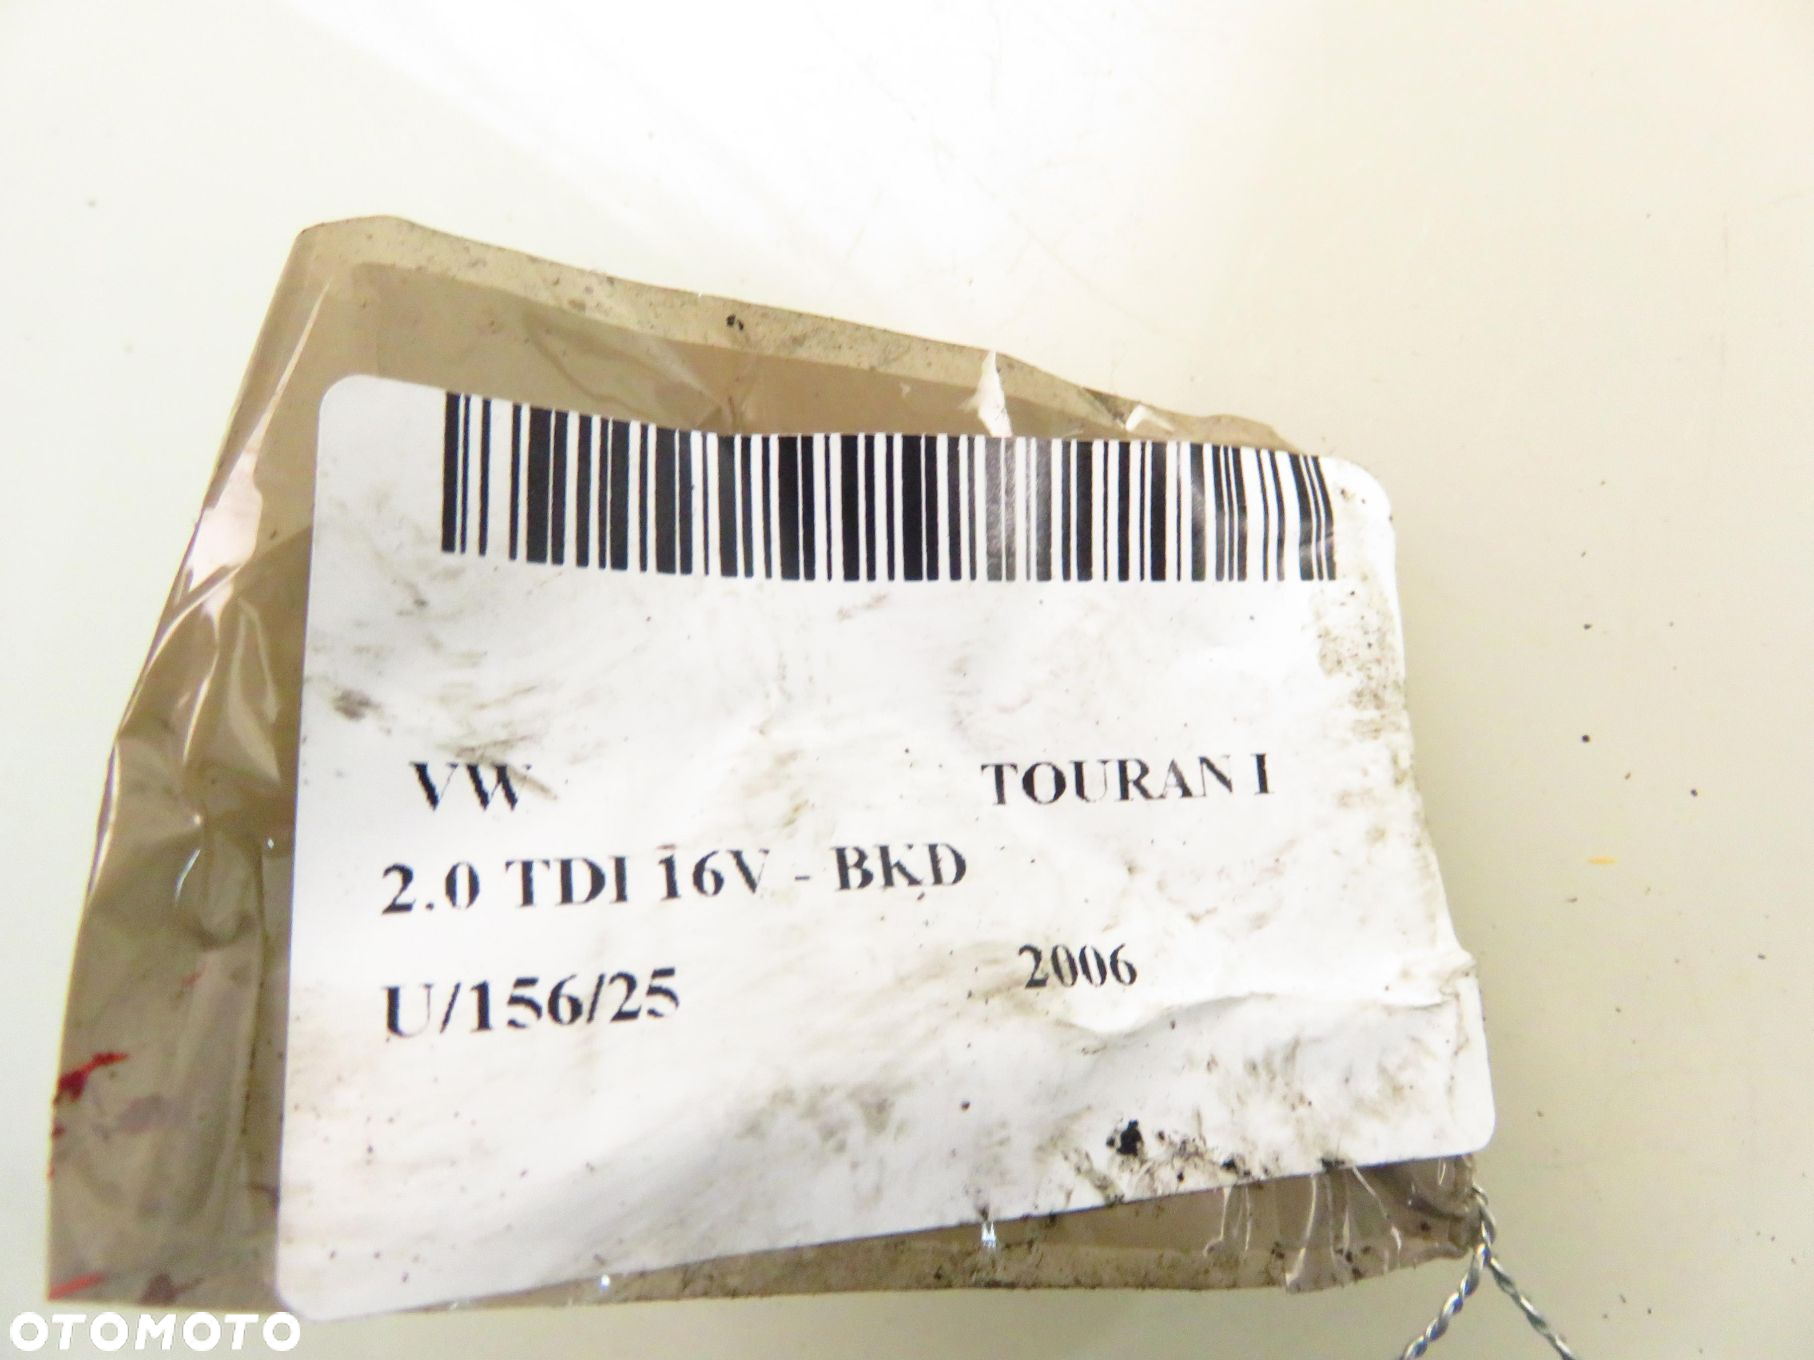 VW TOURAN I
2.0 TDI 16V - BKD
U/156/25 2006
OTOMOTO